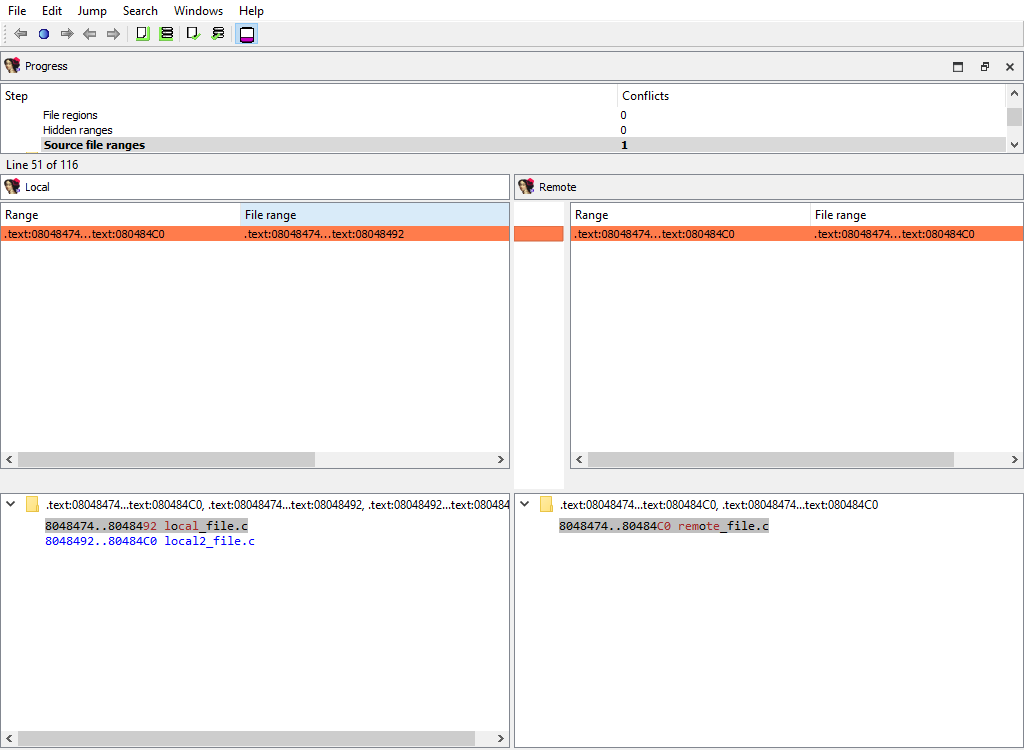 File Edit Jump Search Windows Help
Progress
Step Conflicts
File regions 0
Hidden ranges 0
Source file ranges 1
Line 51 of 116
Local Remote
Range File range Range File range
.text:08048474...text:080484C0 .text:08048474...text:08048492 .text:08048474...text:080484C0 .text:08048474...text:080484C0
.text:08048474...text:080484C0, .text:08048474...text:08048492, .text:08048492...text:080484 .text:08048474...text:080484C0, .text:08048474...text:080484C0
8048474..8048492 local_file.c 8048474..80484C0 remote_file.c
8048492..80484C0 local2_file.c